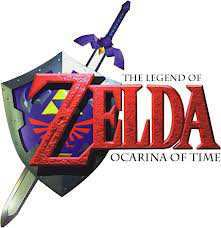 THE LEGEND OF
ZELDA
OCARINA OF TIME